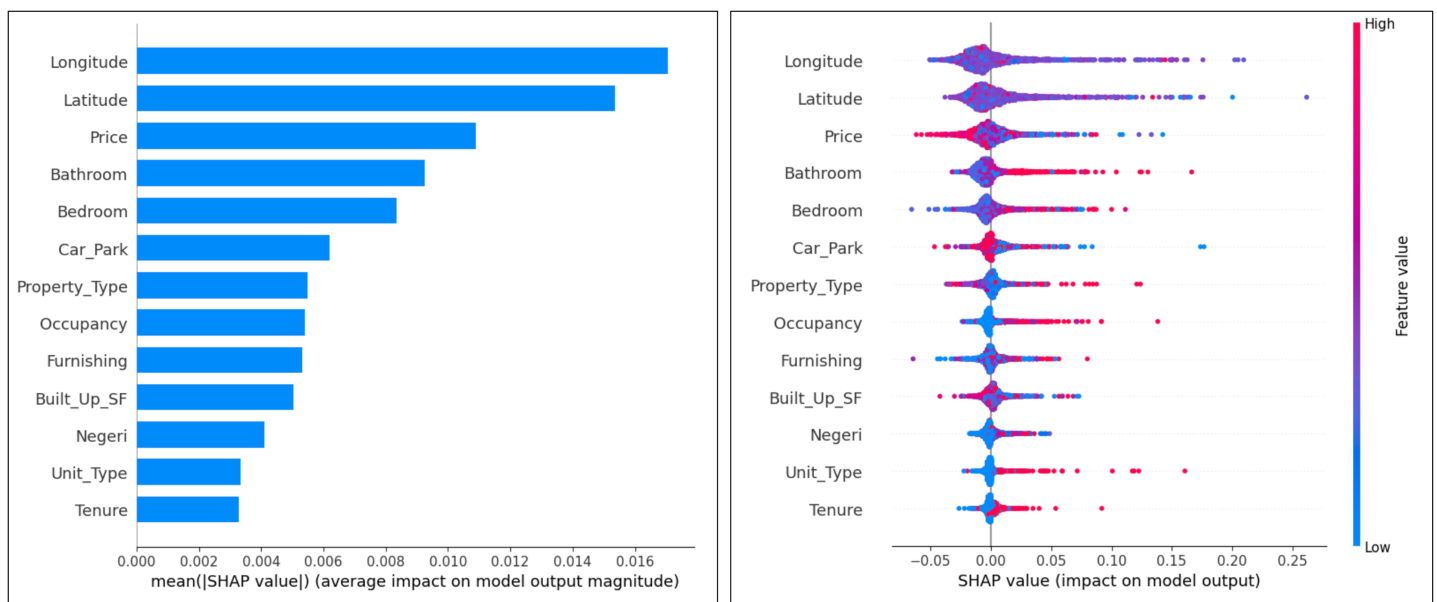 Longitude
Latitude
Price
Bathroom
Bedroom
Car_Park
Property_Type
Occupancy
Furnishing
Built_Up_SF
Negeri
Unit_Type
Tenure
0.000 0.002 0.004 0.006 0.008 0.010 0.012 0.014 0.016
mean(|SHAP value|) (average impact on model output magnitude)
Longitude
Latitude
Price
Bathroom
Bedroom
Car_Park
Property_Type
Occupancy
Furnishing
Built_Up_SF
Negeri
Unit_Type
Tenure
−0.05 0.00 0.05 0.10 0.15 0.20 0.25
SHAP value (impact on model output)
High
Feature value
Low